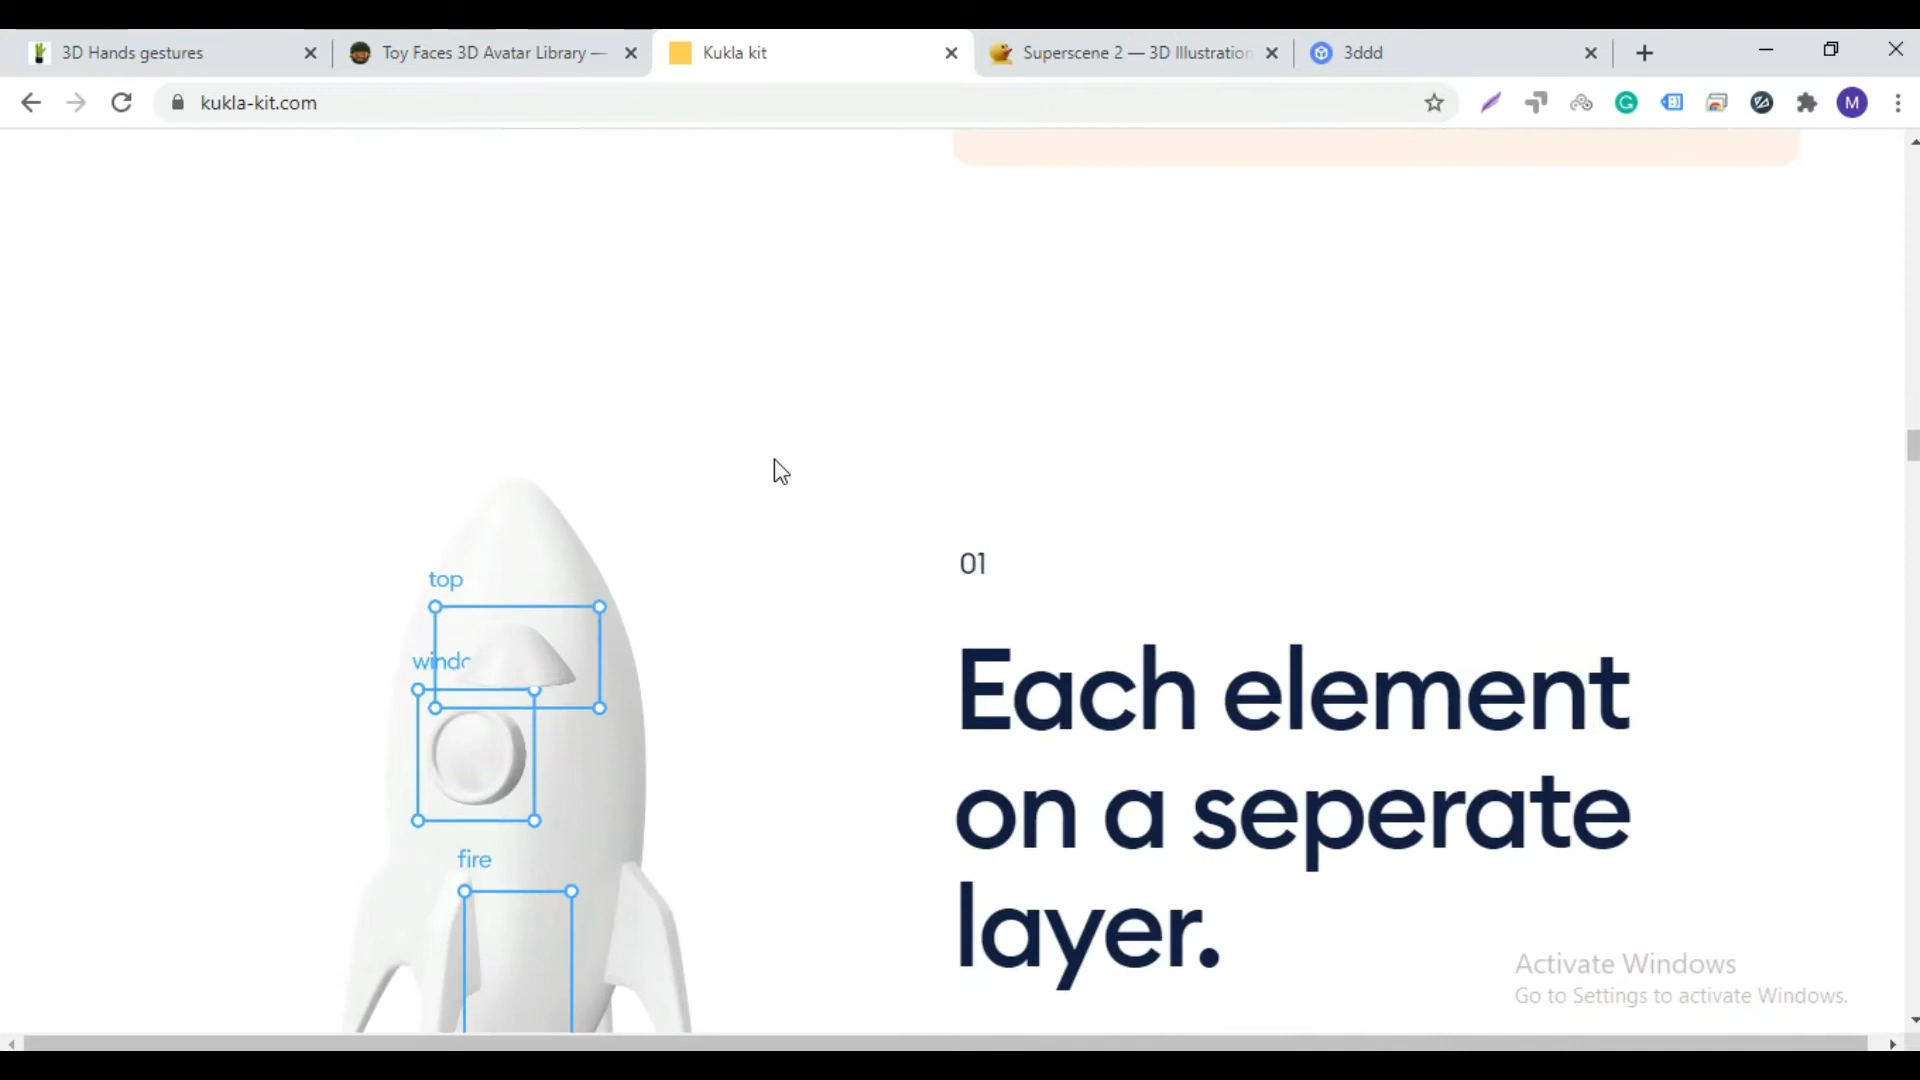 3D Hands gestures
Toy Faces 3D Avatar Library —
Kukla kit
Superscene 2 — 3D Illustration
3ddd
kukla-kit.com
M
top
windo
fire
01
Each element
on a seperate
layer.
Activate Windows
Go to Settings to activate Windows.